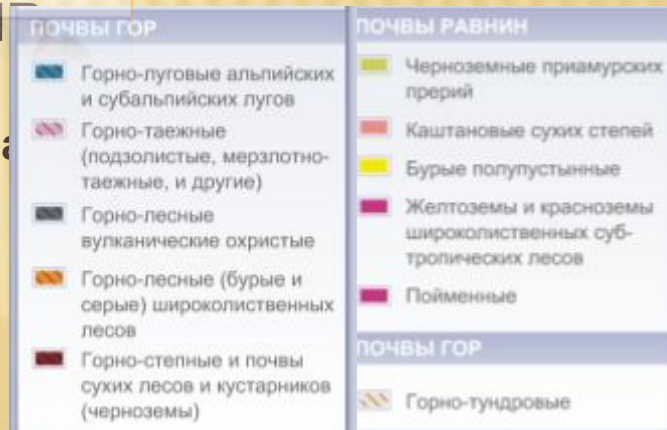 ПОЧВЫ ГОР
Горно-луговые альпийских
и субальпийских лугов
Горно-таежные
(подзолистые, мерзлотно-
таежные, и другие)
Горно-лесные
вулканические охристые
Горно-лесные (бурые и
серые) широколиственных
лесов
Горно-степные и почвы
сухих лесов и кустарников
(черноземы)
ПОЧВЫ РАВНИН
Черноземные приамурских
прерий
Каштановые сухих степей
Бурые полупустынные
Желтоземы и красноземы
широколиственных суб-
тропических лесов
Пойменные
ПОЧВЫ ГОР
Горно-тундровые